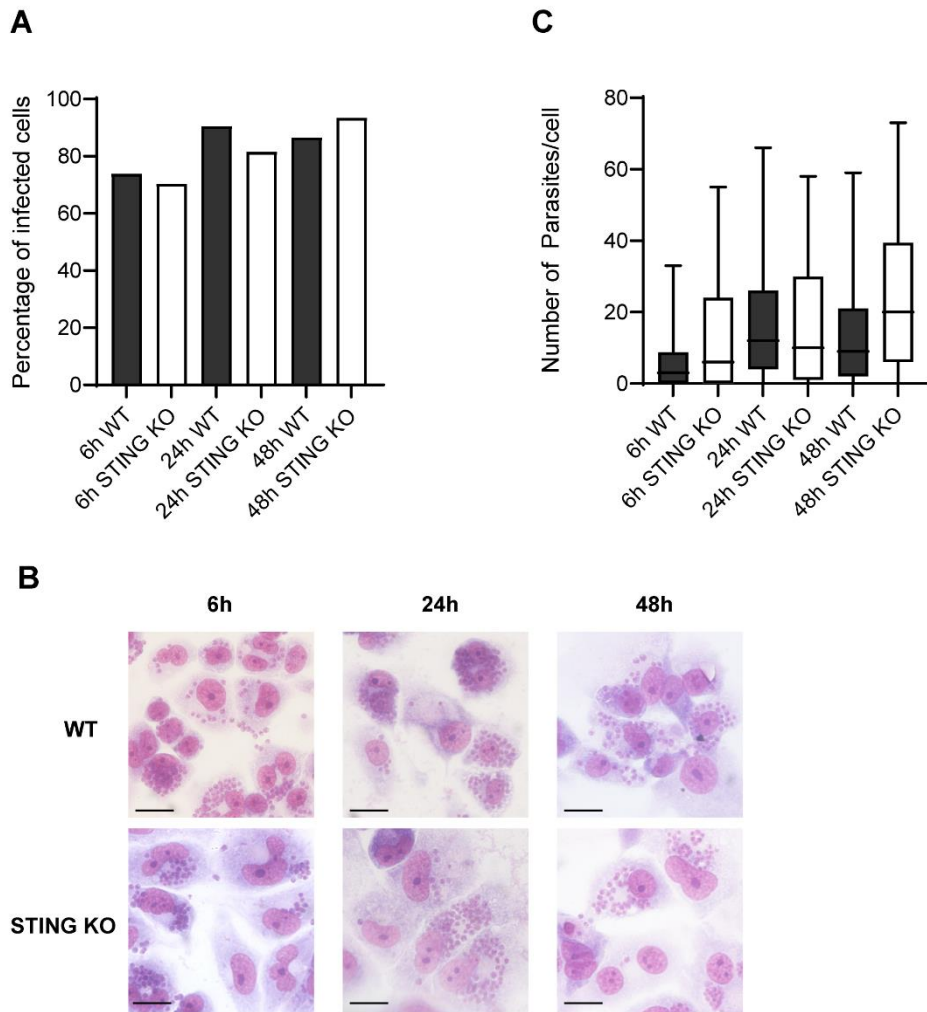 A
Percentage of infected cells
100
80
60
40
20
0
6h WT
6h STING KO
24h WT
24h STING KO
48h WT
48h STING KO
C
Number of Parasites/cell
80
60
40
20
0
6h WT
6h STING KO
24h WT
24h STING KO
48h WT
48h STING KO
B
6h
24h
48h
WT
STING KO